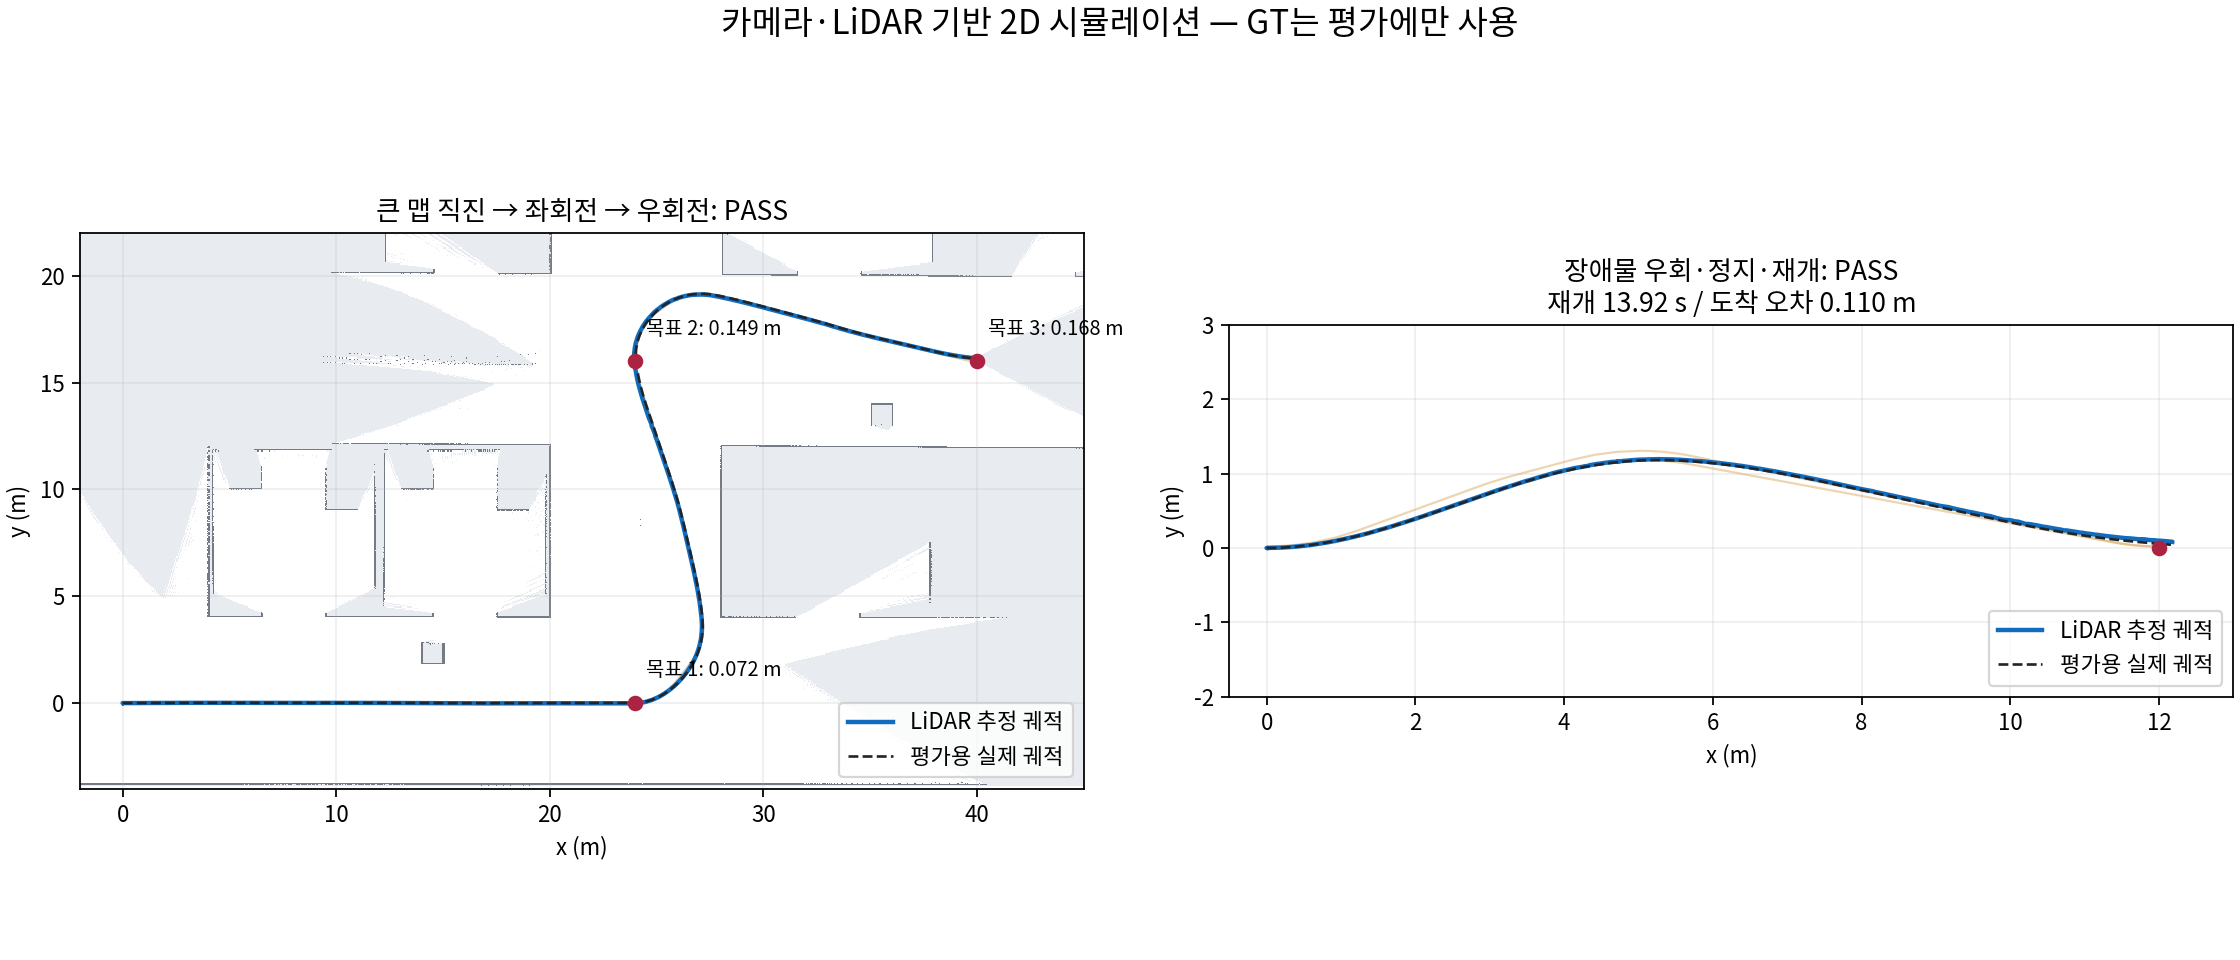 카메라·LiDAR 기반 2D 시뮬레이션 — GT는 평가에만 사용
큰 맵 직진 → 좌회전 → 우회전: PASS
y (m)
20
15
10
5
0
목표 2: 0.149 m
목표 3: 0.168 m
목표 1: 0.072 m
LiDAR 추정 궤적
평가용 실제 궤적
0
10
20
30
40
x (m)
장애물 우회·정지·재개: PASS
재개 13.92 s / 도착 오차 0.110 m
y (m)
3
2
1
0
-1
-2
LiDAR 추정 궤적
평가용 실제 궤적
0
2
4
6
8
10
12
x (m)